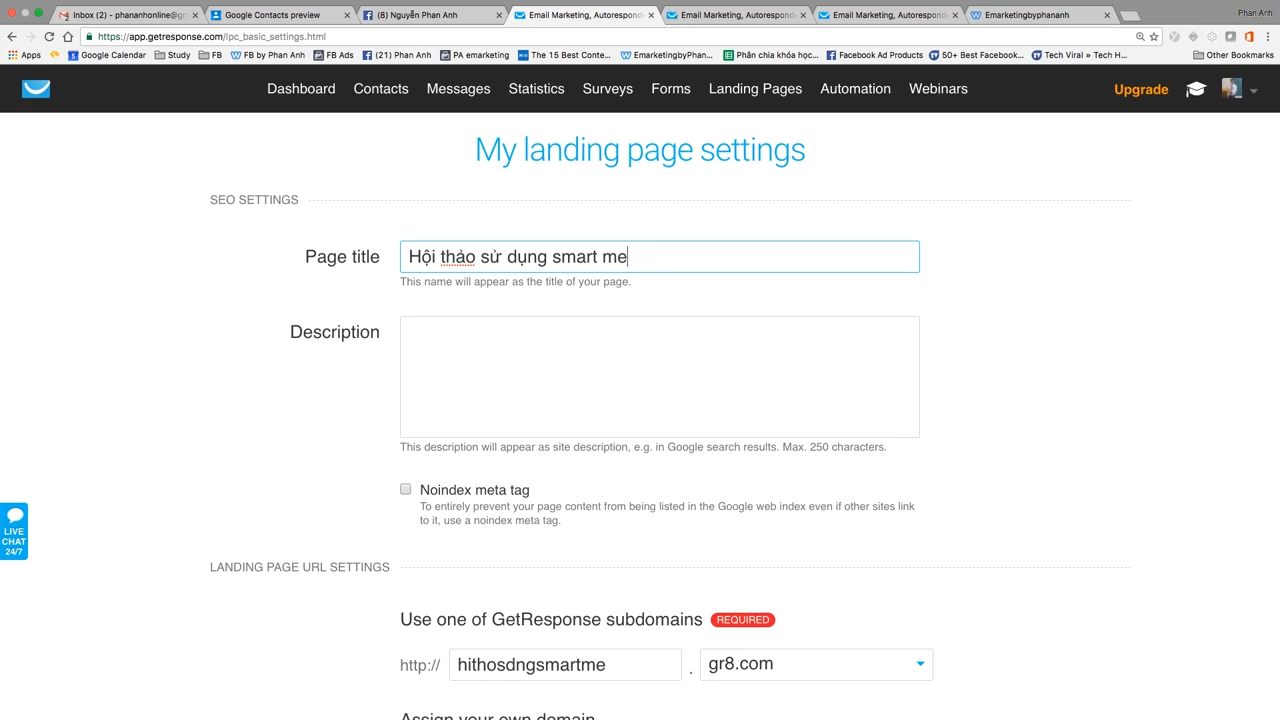 Inbox (2) - phananhonline@gm
Google Contacts preview
(8) Nguyễn Phan Anh
Email Marketing, Autoresponde
Email Marketing, Autoresponde
Email Marketing, Autoresponde
Emarketingbyphananh
Phan Anh
https://app.getresponse.com/lpc_basic_settings.html
Apps
Google Calendar
Study
FB
FB by Phan Anh
FB Ads
(21) Phan Anh
PA emarketing
The 15 Best Conte...
EmarketingbyPhan...
Phân chia khóa học...
Facebook Ad Products
50+ Best Facebook...
Tech Viral » Tech H...
Other Bookmarks
Dashboard Contacts Messages Statistics Surveys Forms Landing Pages Automation Webinars
Upgrade
My landing page settings
SEO SETTINGS
Page title
Hội thảo sử dụng smart me
This name will appear as the title of your page.
Description
This description will appear as site description, e.g. in Google search results. Max. 250 characters.
Noindex meta tag
To entirely prevent your page content from being listed in the Google web index even if other sites link
to it, use a noindex meta tag.
LIVE
CHAT
24/7
LANDING PAGE URL SETTINGS
Use one of GetResponse subdomains REQUIRED
http:// hithosdngsmartme . gr8.com
Assign your own domain